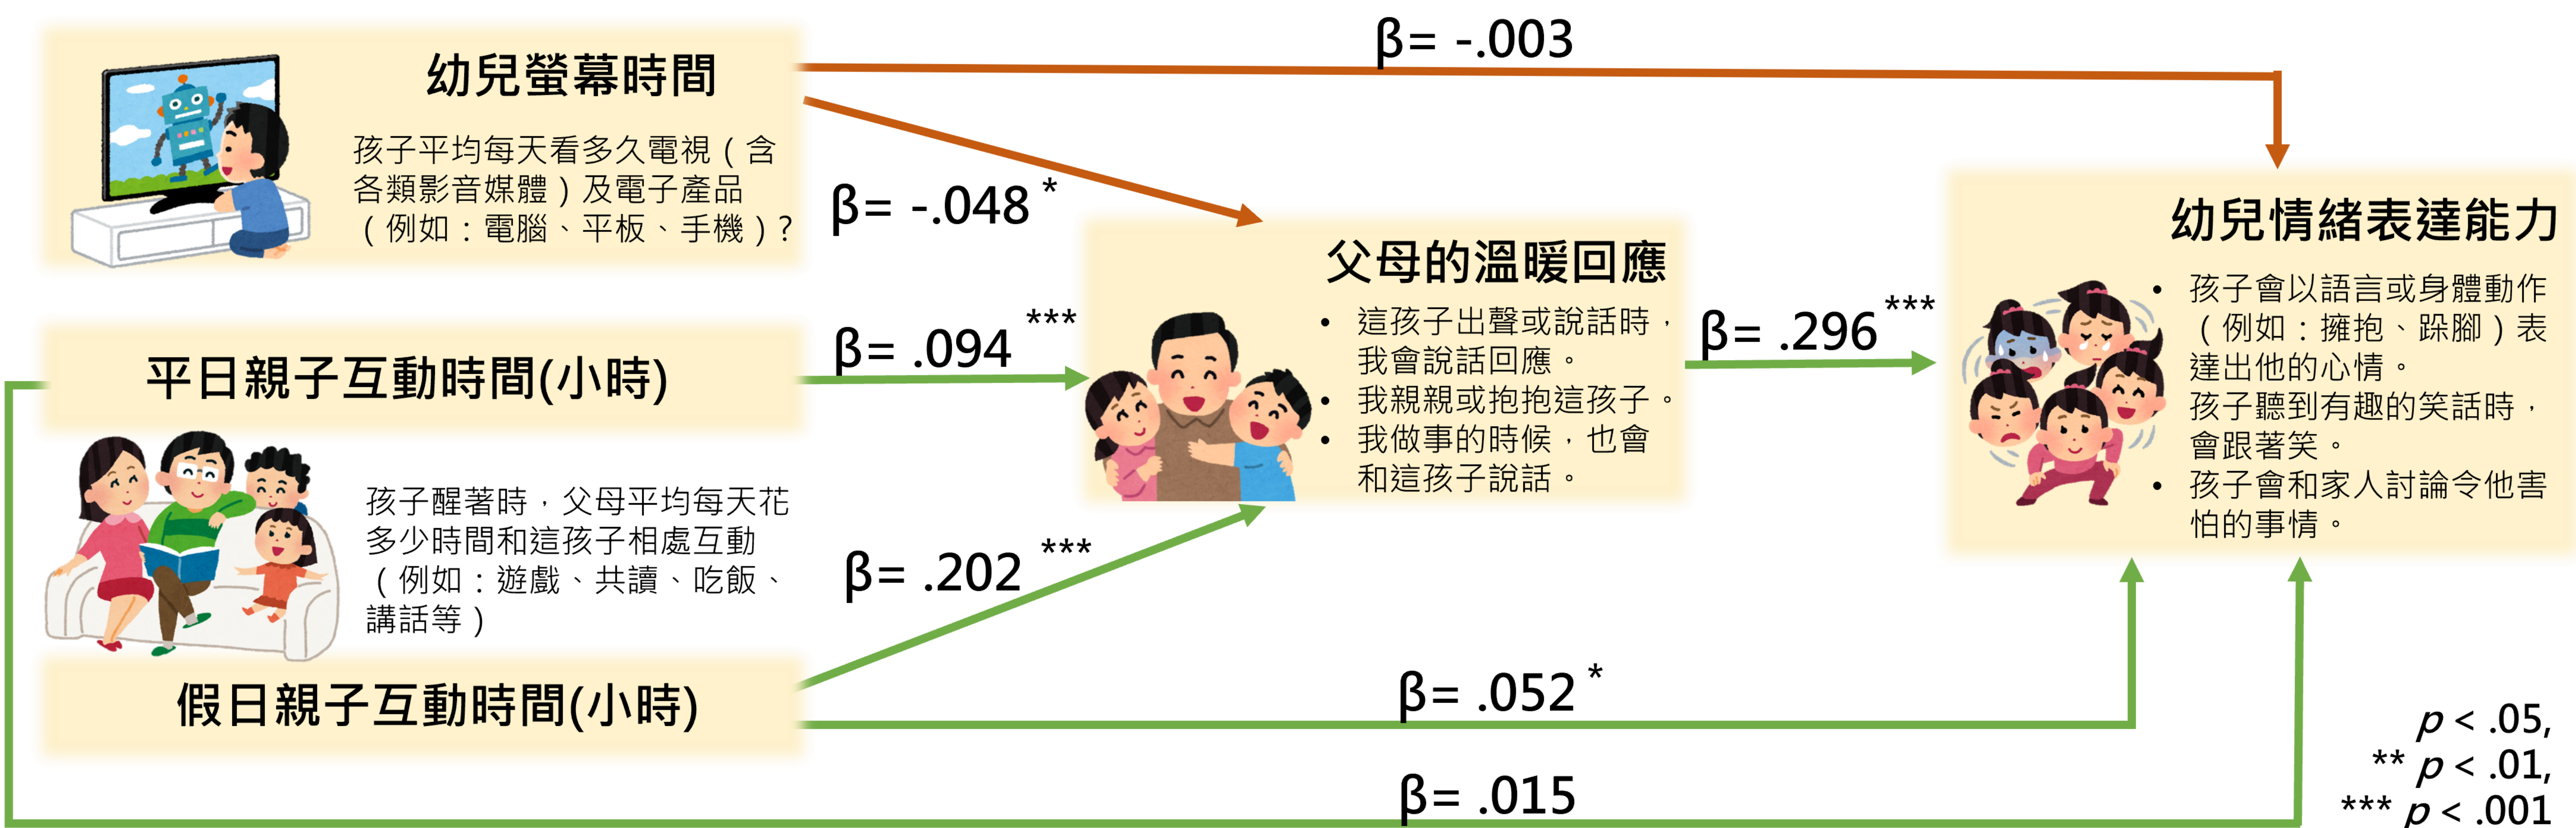 β= -.003
幼兒螢幕時間
孩子平均每天看多久電視（含
各類影音媒體）及電子產品
（例如：電腦、平板、手機）?
β= -.048 *
平日親子互動時間(小時)
β= .094 ***
孩子醒著時，父母平均每天花
多少時間和這孩子相處互動
（例如：遊戲、共讀、吃飯、
講話等）
假日親子互動時間(小時)
β= .202 ***
父母的溫暖回應
• 這孩子出聲或說話時，
我會說話回應。
• 我親親或抱抱這孩子。
• 我做事的時候，也會
和這孩子說話。
β= .296 ***
幼兒情緒表達能力
• 孩子會以語言或身體動作
（例如：擁抱、跺腳）表
達出他的心情。
• 孩子聽到有趣的笑話時，
會跟著笑。
• 孩子會和家人討論令他害
怕的事情。
β= .052 *
β= .015
p < .05,
** p < .01,
*** p < .001